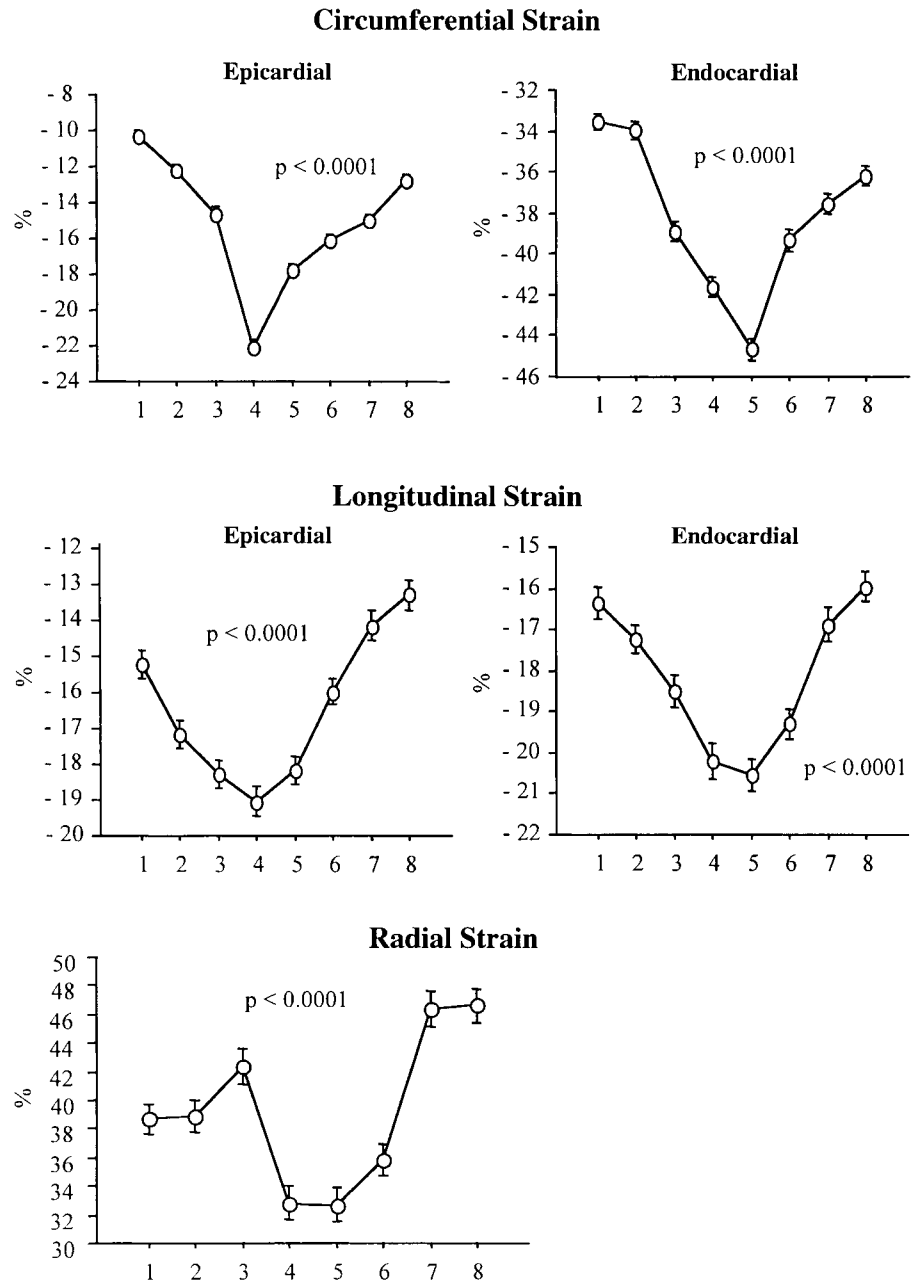 Circumferential Strain
Epicardial
- 8
- 10
- 12
- 14
- 16
- 18
- 20
- 22
- 24
%
p < 0.0001
1 2 3 4 5 6 7 8
Endocardial
- 32
- 34
- 36
- 38
- 40
- 42
- 44
- 46
%
p < 0.0001
1 2 3 4 5 6 7 8
Longitudinal Strain
Epicardial
- 12
- 13
- 14
- 15
- 16
- 17
- 18
- 19
- 20
%
p < 0.0001
1 2 3 4 5 6 7 8
Endocardial
- 15
- 16
- 17
- 18
- 19
- 20
- 21
- 22
%
p < 0.0001
1 2 3 4 5 6 7 8
Radial Strain
50
48
46
44
42
40
38
36
34
32
30
%
p < 0.0001
1 2 3 4 5 6 7 8